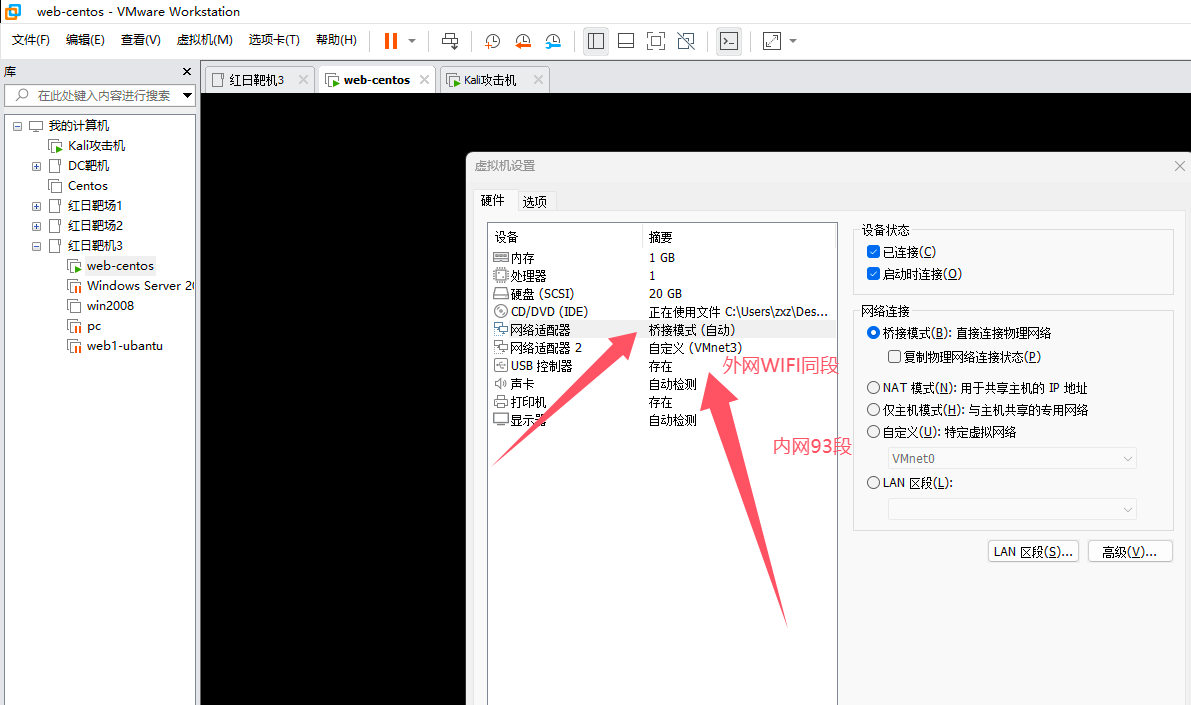 web-centos - VMware Workstation
文件(F) 编辑(E) 查看(V) 虚拟机(M) 选项卡(T) 帮助(H)
库
在此处键入内容进行搜索
我的计算机
Kali攻击机
DC靶机
Centos
红日靶场1
红日靶场2
红日靶机3
web-centos
Windows Server 20
win2008
pc
web1-ubantu
红日靶机3 web-centos Kali攻击机
虚拟机设置
硬件 选项
设备 摘要
内存 1 GB
处理器 1
硬盘 (SCSI) 20 GB
CD/DVD (IDE) 正在使用文件 C:\Users\zxz\Des...
网络适配器 桥接模式 (自动)
网络适配器 2 自定义 (VMnet3)
USB 控制器 存在
声卡 自动检测
打印机 存在
显示器 自动检测
外网WIFI同段
内网93段
设备状态
已连接(C)
启动时连接(O)
网络连接
桥接模式(B): 直接连接物理网络
复制物理网络连接状态(P)
NAT 模式(N): 用于共享主机的 IP 地址
仅主机模式(H): 与主机共享的专用网络
自定义(U): 特定虚拟网络
VMnet0
LAN 区段(L):
LAN 区段(S)... 高级(V)...